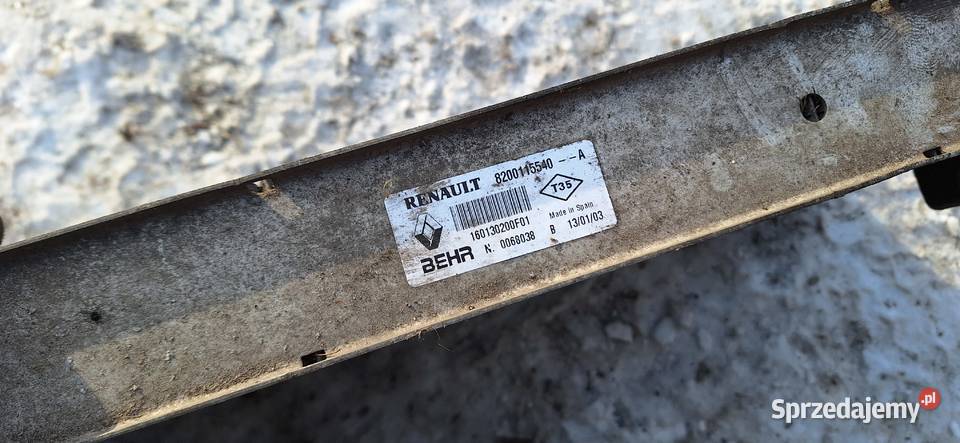 RENAULT 8200115540 --A
T35
160130200F01 Made in Spain
BEHR N. 0068038 B 13/01/03
Sprzedajemy.pl